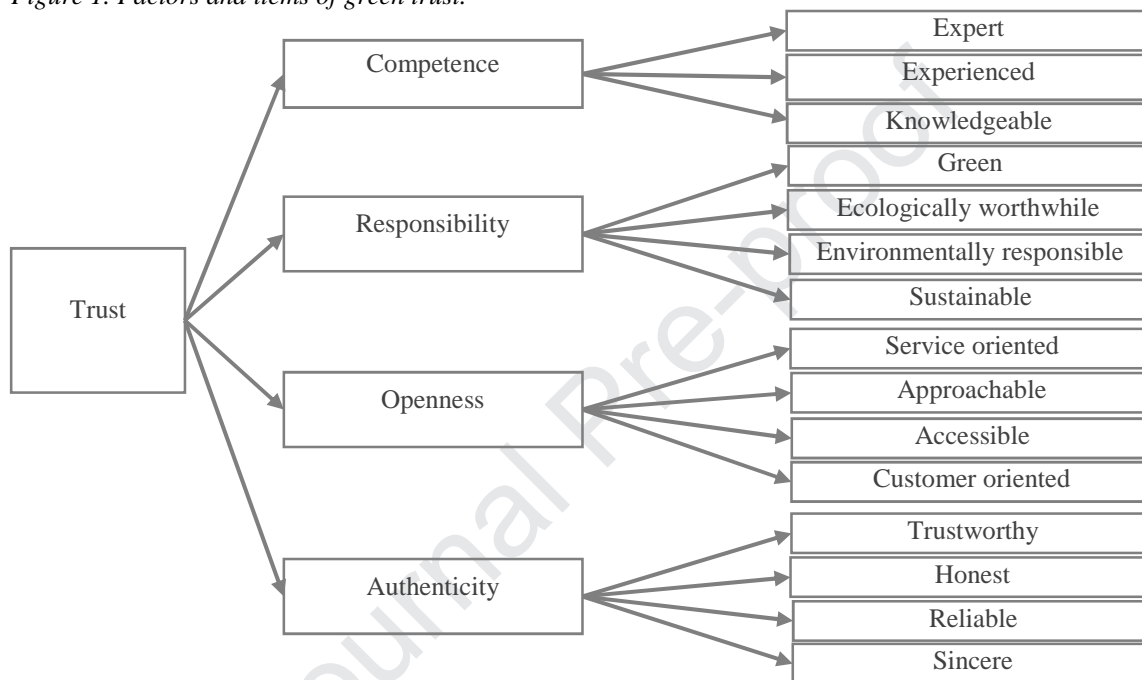 Figure 1. Factors and items of green trust.
Trust
Competence
Responsibility
Openness
Authenticity
Expert
Experienced
Knowledgeable
Green
Ecologically worthwhile
Environmentally responsible
Sustainable
Service oriented
Approachable
Accessible
Customer oriented
Trustworthy
Honest
Reliable
Sincere
Journal Pre-proof